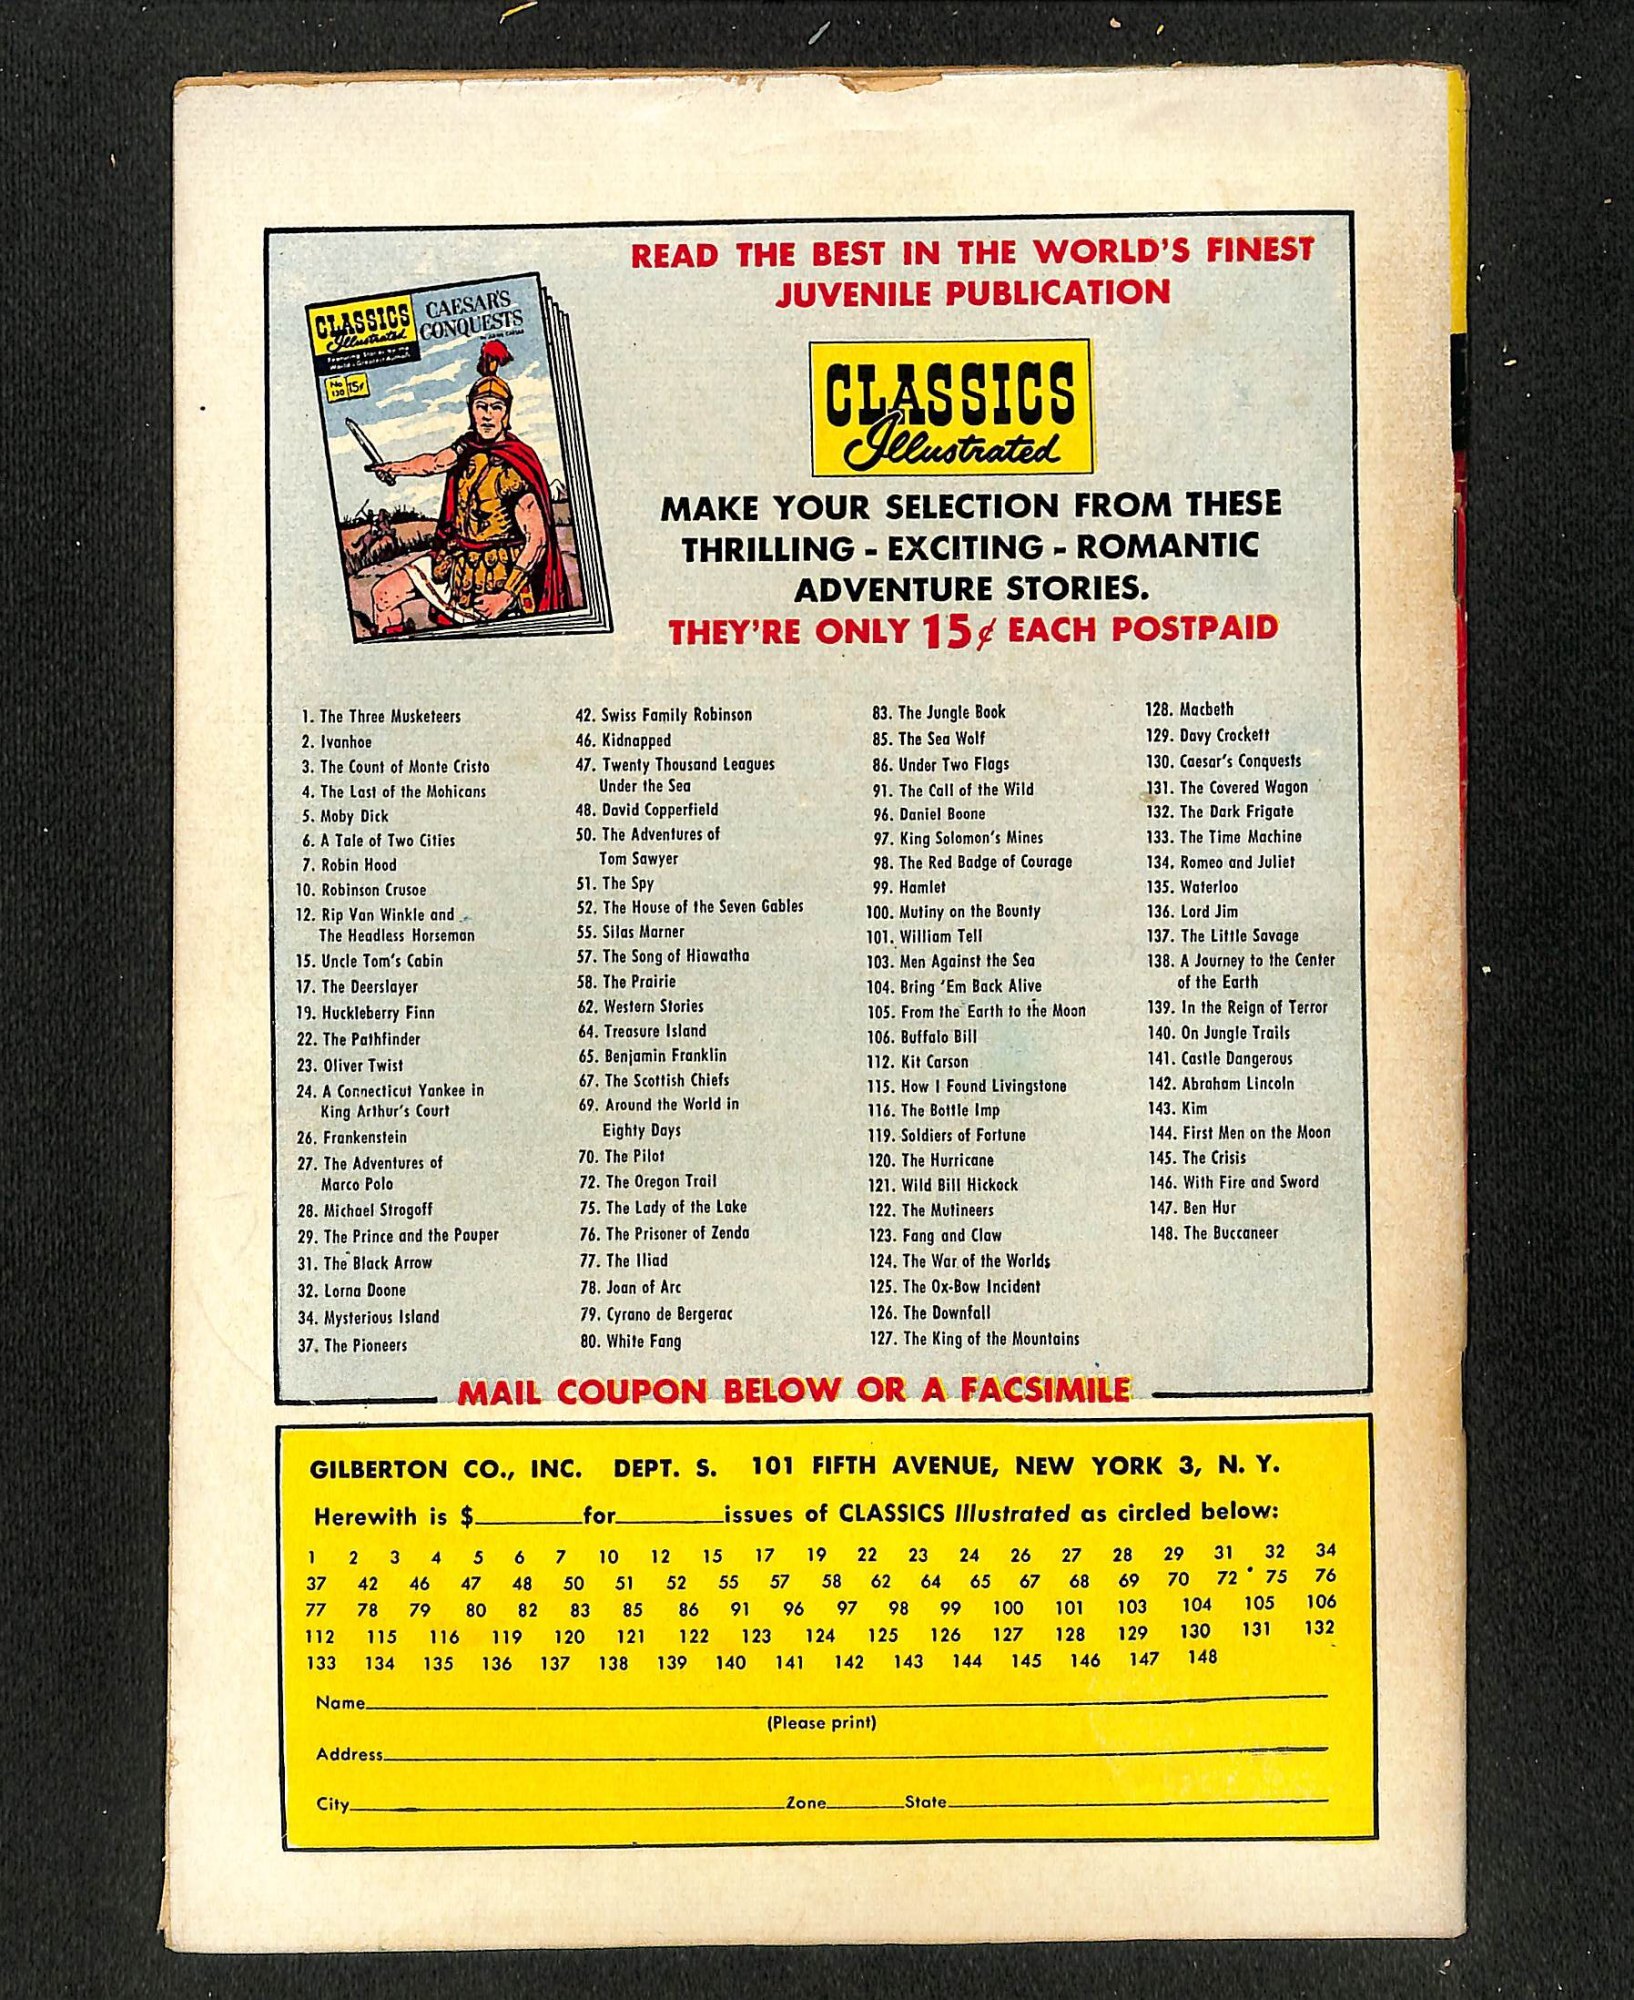 READ THE BEST IN THE WORLD'S FINEST
JUVENILE PUBLICATION
CLASSICS
Illustrated
Featuring Stories by the
World's Greatest Authors
No
130
15¢
CAESAR'S
CONQUESTS
CLASSICS
Illustrated
MAKE YOUR SELECTION FROM THESE
THRILLING - EXCITING - ROMANTIC
ADVENTURE STORIES.
THEY'RE ONLY 15¢ EACH POSTPAID
1. The Three Musketeers
2. Ivanhoe
3. The Count of Monte Cristo
4. The Last of the Mohicans
5. Moby Dick
6. A Tale of Two Cities
7. Robin Hood
10. Robinson Crusoe
12. Rip Van Winkle and
The Headless Horseman
15. Uncle Tom's Cabin
17. The Deerslayer
19. Huckleberry Finn
22. The Pathfinder
23. Oliver Twist
24. A Connecticut Yankee in
King Arthur's Court
26. Frankenstein
27. The Adventures of
Marco Polo
28. Michael Strogoff
29. The Prince and the Pauper
31. The Black Arrow
32. Lorna Doone
34. Mysterious Island
37. The Pioneers
42. Swiss Family Robinson
46. Kidnapped
47. Twenty Thousand Leagues
Under the Sea
48. David Copperfield
50. The Adventures of
Tom Sawyer
51. The Spy
52. The House of the Seven Gables
55. Silas Marner
57. The Song of Hiawatha
58. The Prairie
62. Western Stories
64. Treasure Island
65. Benjamin Franklin
67. The Scottish Chiefs
69. Around the World in
Eighty Days
70. The Pilot
72. The Oregon Trail
75. The Lady of the Lake
76. The Prisoner of Zenda
77. The Iliad
78. Joan of Arc
79. Cyrano de Bergerac
80. White Fang
83. The Jungle Book
85. The Sea Wolf
86. Under Two Flags
91. The Call of the Wild
96. Daniel Boone
97. King Solomon's Mines
98. The Red Badge of Courage
99. Hamlet
100. Mutiny on the Bounty
101. William Tell
103. Men Against the Sea
104. Bring 'Em Back Alive
105. From the Earth to the Moon
106. Buffalo Bill
112. Kit Carson
115. How I Found Livingstone
116. The Bottle Imp
119. Soldiers of Fortune
120. The Hurricane
121. Wild Bill Hickock
122. The Mutineers
123. Fang and Claw
124. The War of the Worlds
125. The Ox-Bow Incident
126. The Downfall
127. The King of the Mountains
128. Macbeth
129. Davy Crockett
130. Caesar's Conquests
131. The Covered Wagon
132. The Dark Frigate
133. The Time Machine
134. Romeo and Juliet
135. Waterloo
136. Lord Jim
137. The Little Savage
138. A Journey to the Center
of the Earth
139. In the Reign of Terror
140. On Jungle Trails
141. Castle Dangerous
142. Abraham Lincoln
143. Kim
144. First Men on the Moon
145. The Crisis
146. With Fire and Sword
147. Ben Hur
148. The Buccaneer
MAIL COUPON BELOW OR A FACSIMILE
GILBERTON CO., INC. DEPT. S. 101 FIFTH AVENUE, NEW YORK 3, N. Y.
Herewith is $________for________issues of CLASSICS Illustrated as circled below:
1 2 3 4 5 6 7 10 12 15 17 19 22 23 24 26 27 28 29 31 32 34
37 42 46 47 48 50 51 52 55 57 58 62 64 65 67 68 69 70 72 75 76
77 78 79 80 82 83 85 86 91 96 97 98 99 100 101 103 104 105 106
112 115 116 119 120 121 122 123 124 125 126 127 128 129 130 131 132
133 134 135 136 137 138 139 140 141 142 143 144 145 146 147 148
Name
(Please print)
Address
City Zone State